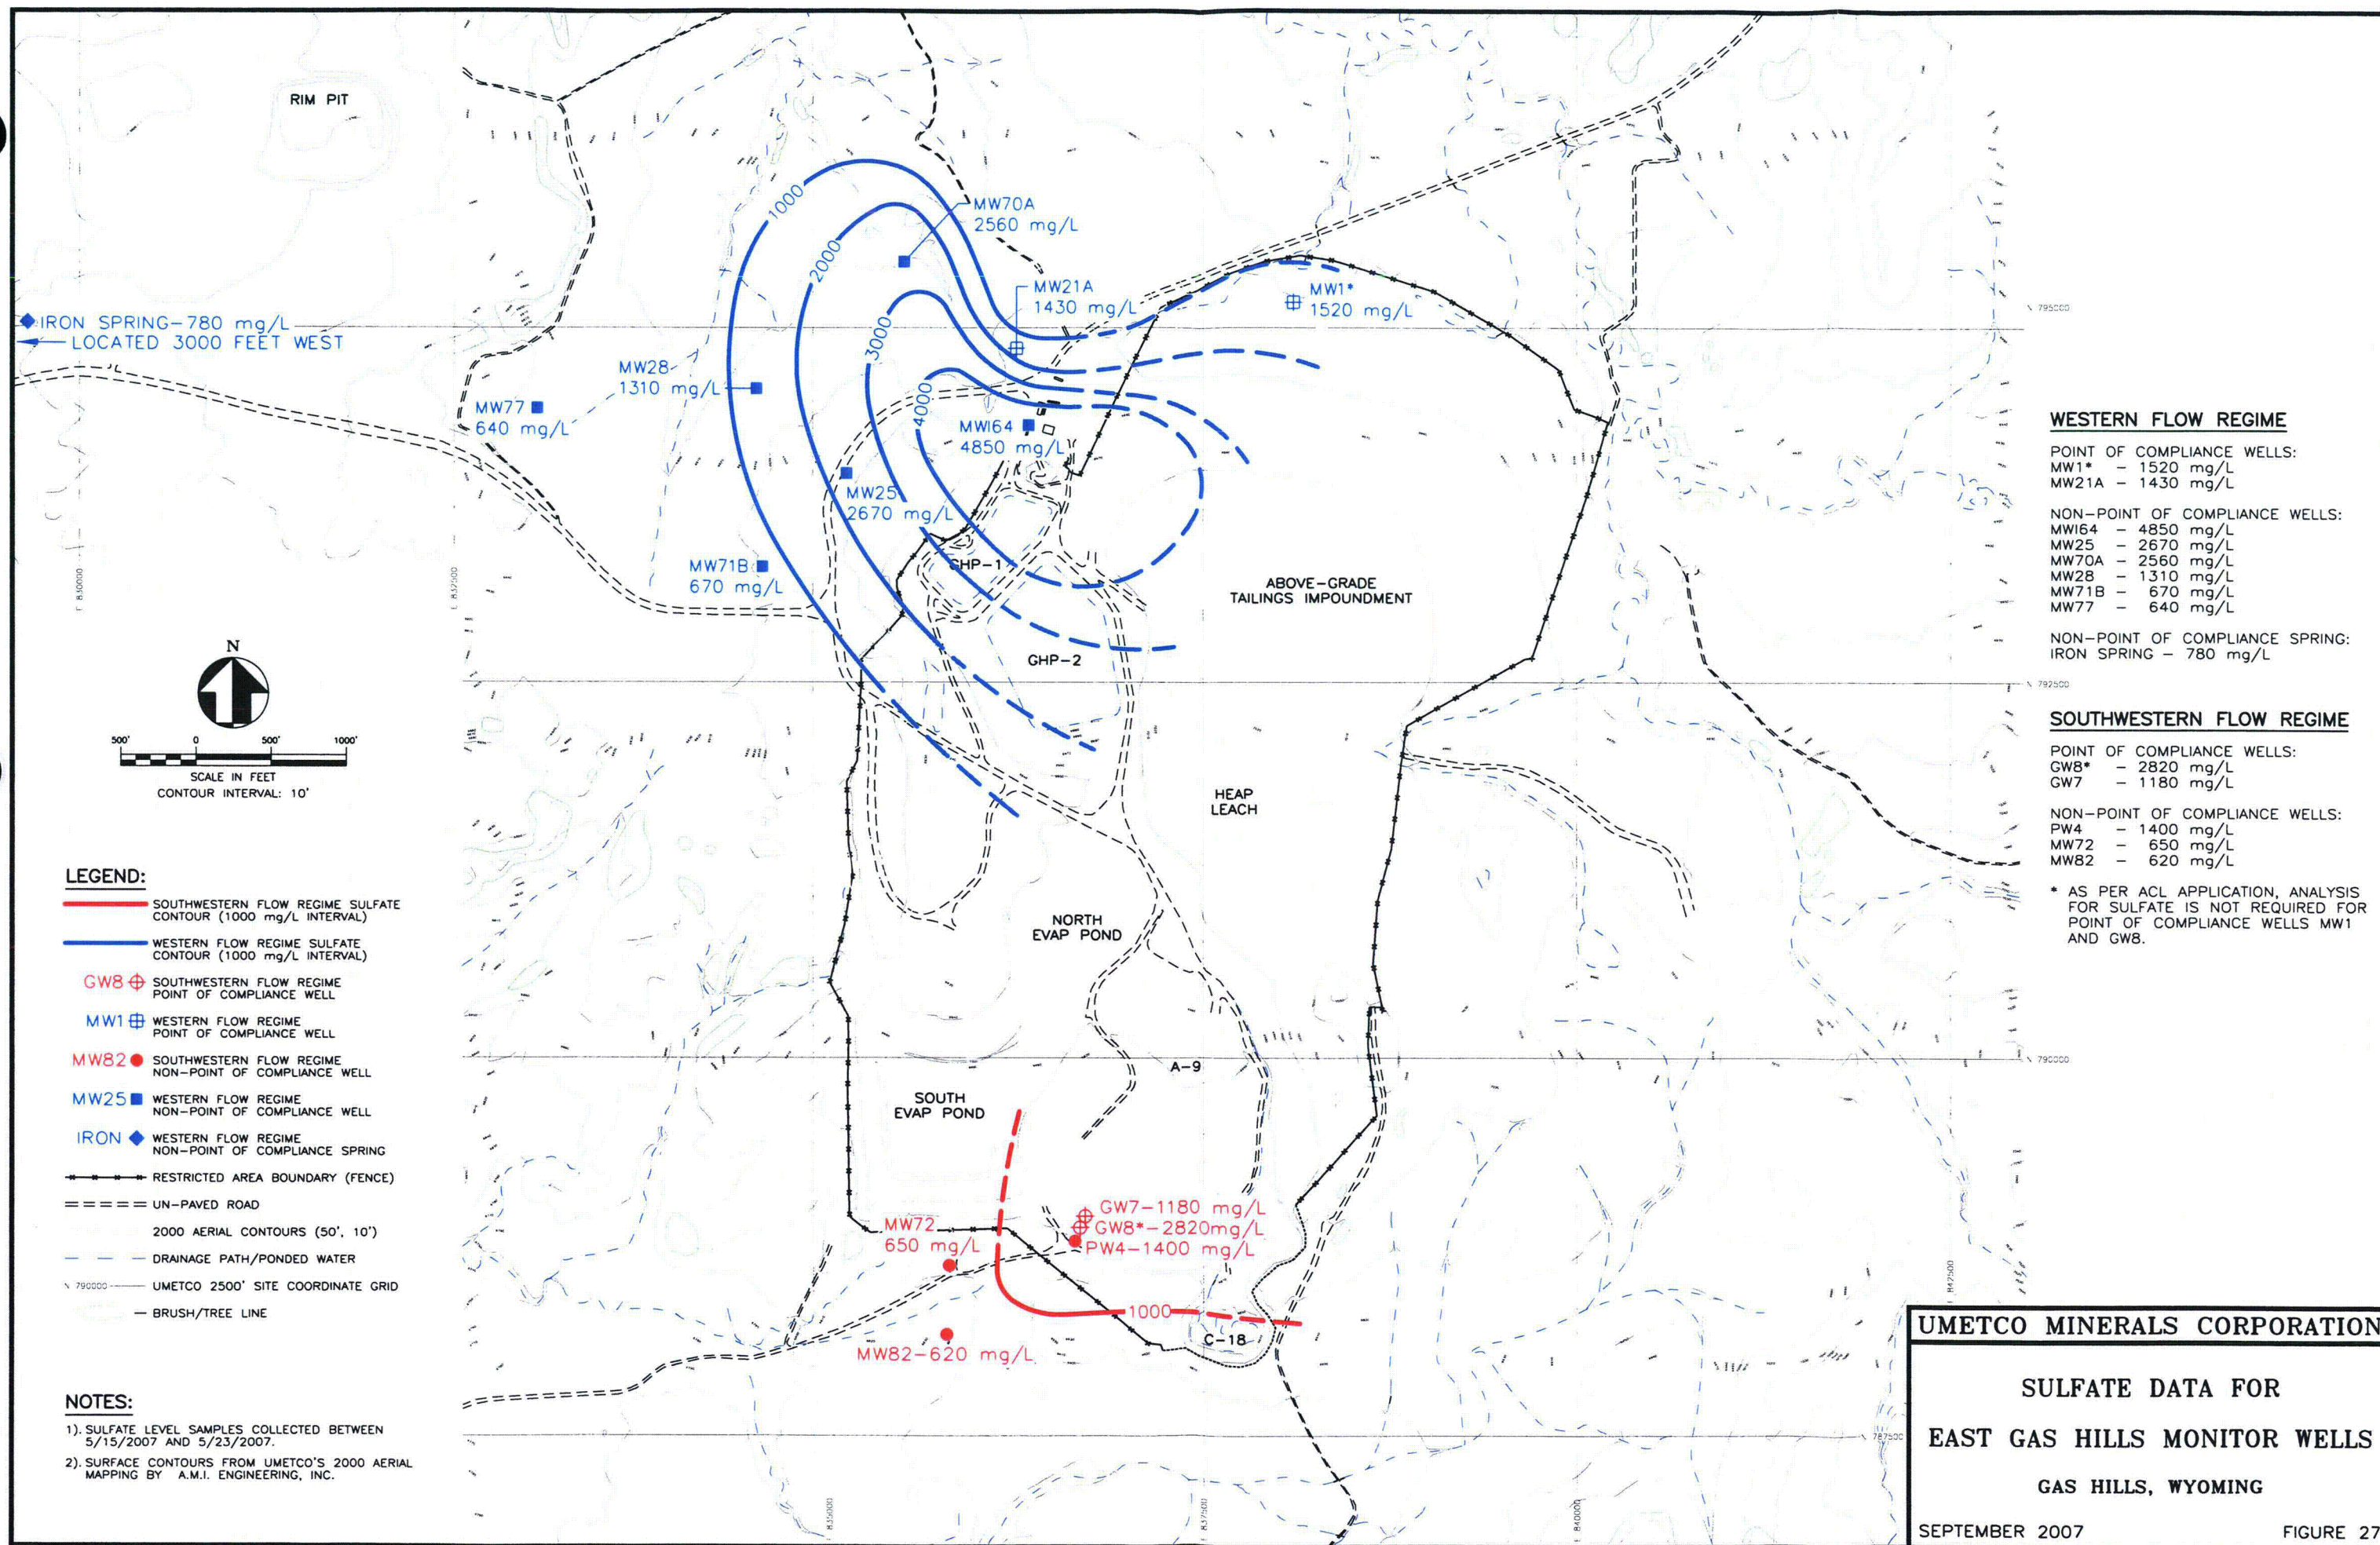 RIM PIT
MW70A
2560 mg/L
1000
2000
3000
4000
MW21A
1430 mg/L
MW1*
1520 mg/L
IRON SPRING-780 mg/L
LOCATED 3000 FEET WEST
MW28
1310 mg/L
MW77
640 mg/L
MWI64
4850 mg/L
MW25
2670 mg/L
MW71B
670 mg/L
GHP-1
GHP-2
ABOVE-GRADE
TAILINGS IMPOUNDMENT
HEAP
LEACH
NORTH
EVAP POND
A-9
SOUTH
EVAP POND
GW7-1180 mg/L
GW8*-2820mg/L
PW4-1400 mg/L
MW72
650 mg/L
1000
C-18
MW82-620 mg/L
N 795000
N 792500
N 790000
N 787500
E 830000
E 832500
E 835000
E 837500
E 840000
E 842500
N
500' 0 500' 1000'
SCALE IN FEET
CONTOUR INTERVAL: 10'
LEGEND:
SOUTHWESTERN FLOW REGIME SULFATE
CONTOUR (1000 mg/L INTERVAL)
WESTERN FLOW REGIME SULFATE
CONTOUR (1000 mg/L INTERVAL)
GW8 SOUTHWESTERN FLOW REGIME
POINT OF COMPLIANCE WELL
MW1 WESTERN FLOW REGIME
POINT OF COMPLIANCE WELL
MW82 SOUTHWESTERN FLOW REGIME
NON-POINT OF COMPLIANCE WELL
MW25 WESTERN FLOW REGIME
NON-POINT OF COMPLIANCE WELL
IRON WESTERN FLOW REGIME
NON-POINT OF COMPLIANCE SPRING
RESTRICTED AREA BOUNDARY (FENCE)
UN-PAVED ROAD
2000 AERIAL CONTOURS (50', 10')
DRAINAGE PATH/PONDED WATER
N 790000 UMETCO 2500' SITE COORDINATE GRID
BRUSH/TREE LINE
NOTES:
1). SULFATE LEVEL SAMPLES COLLECTED BETWEEN
5/15/2007 AND 5/23/2007.
2). SURFACE CONTOURS FROM UMETCO'S 2000 AERIAL
MAPPING BY A.M.I. ENGINEERING, INC.
WESTERN FLOW REGIME
POINT OF COMPLIANCE WELLS:
MW1* - 1520 mg/L
MW21A - 1430 mg/L
NON-POINT OF COMPLIANCE WELLS:
MWI64 - 4850 mg/L
MW25 - 2670 mg/L
MW70A - 2560 mg/L
MW28 - 1310 mg/L
MW71B - 670 mg/L
MW77 - 640 mg/L
NON-POINT OF COMPLIANCE SPRING:
IRON SPRING - 780 mg/L
SOUTHWESTERN FLOW REGIME
POINT OF COMPLIANCE WELLS:
GW8* - 2820 mg/L
GW7 - 1180 mg/L
NON-POINT OF COMPLIANCE WELLS:
PW4 - 1400 mg/L
MW72 - 650 mg/L
MW82 - 620 mg/L
* AS PER ACL APPLICATION, ANALYSIS
FOR SULFATE IS NOT REQUIRED FOR
POINT OF COMPLIANCE WELLS MW1
AND GW8.
UMETCO MINERALS CORPORATION
SULFATE DATA FOR
EAST GAS HILLS MONITOR WELLS
GAS HILLS, WYOMING
SEPTEMBER 2007 FIGURE 27